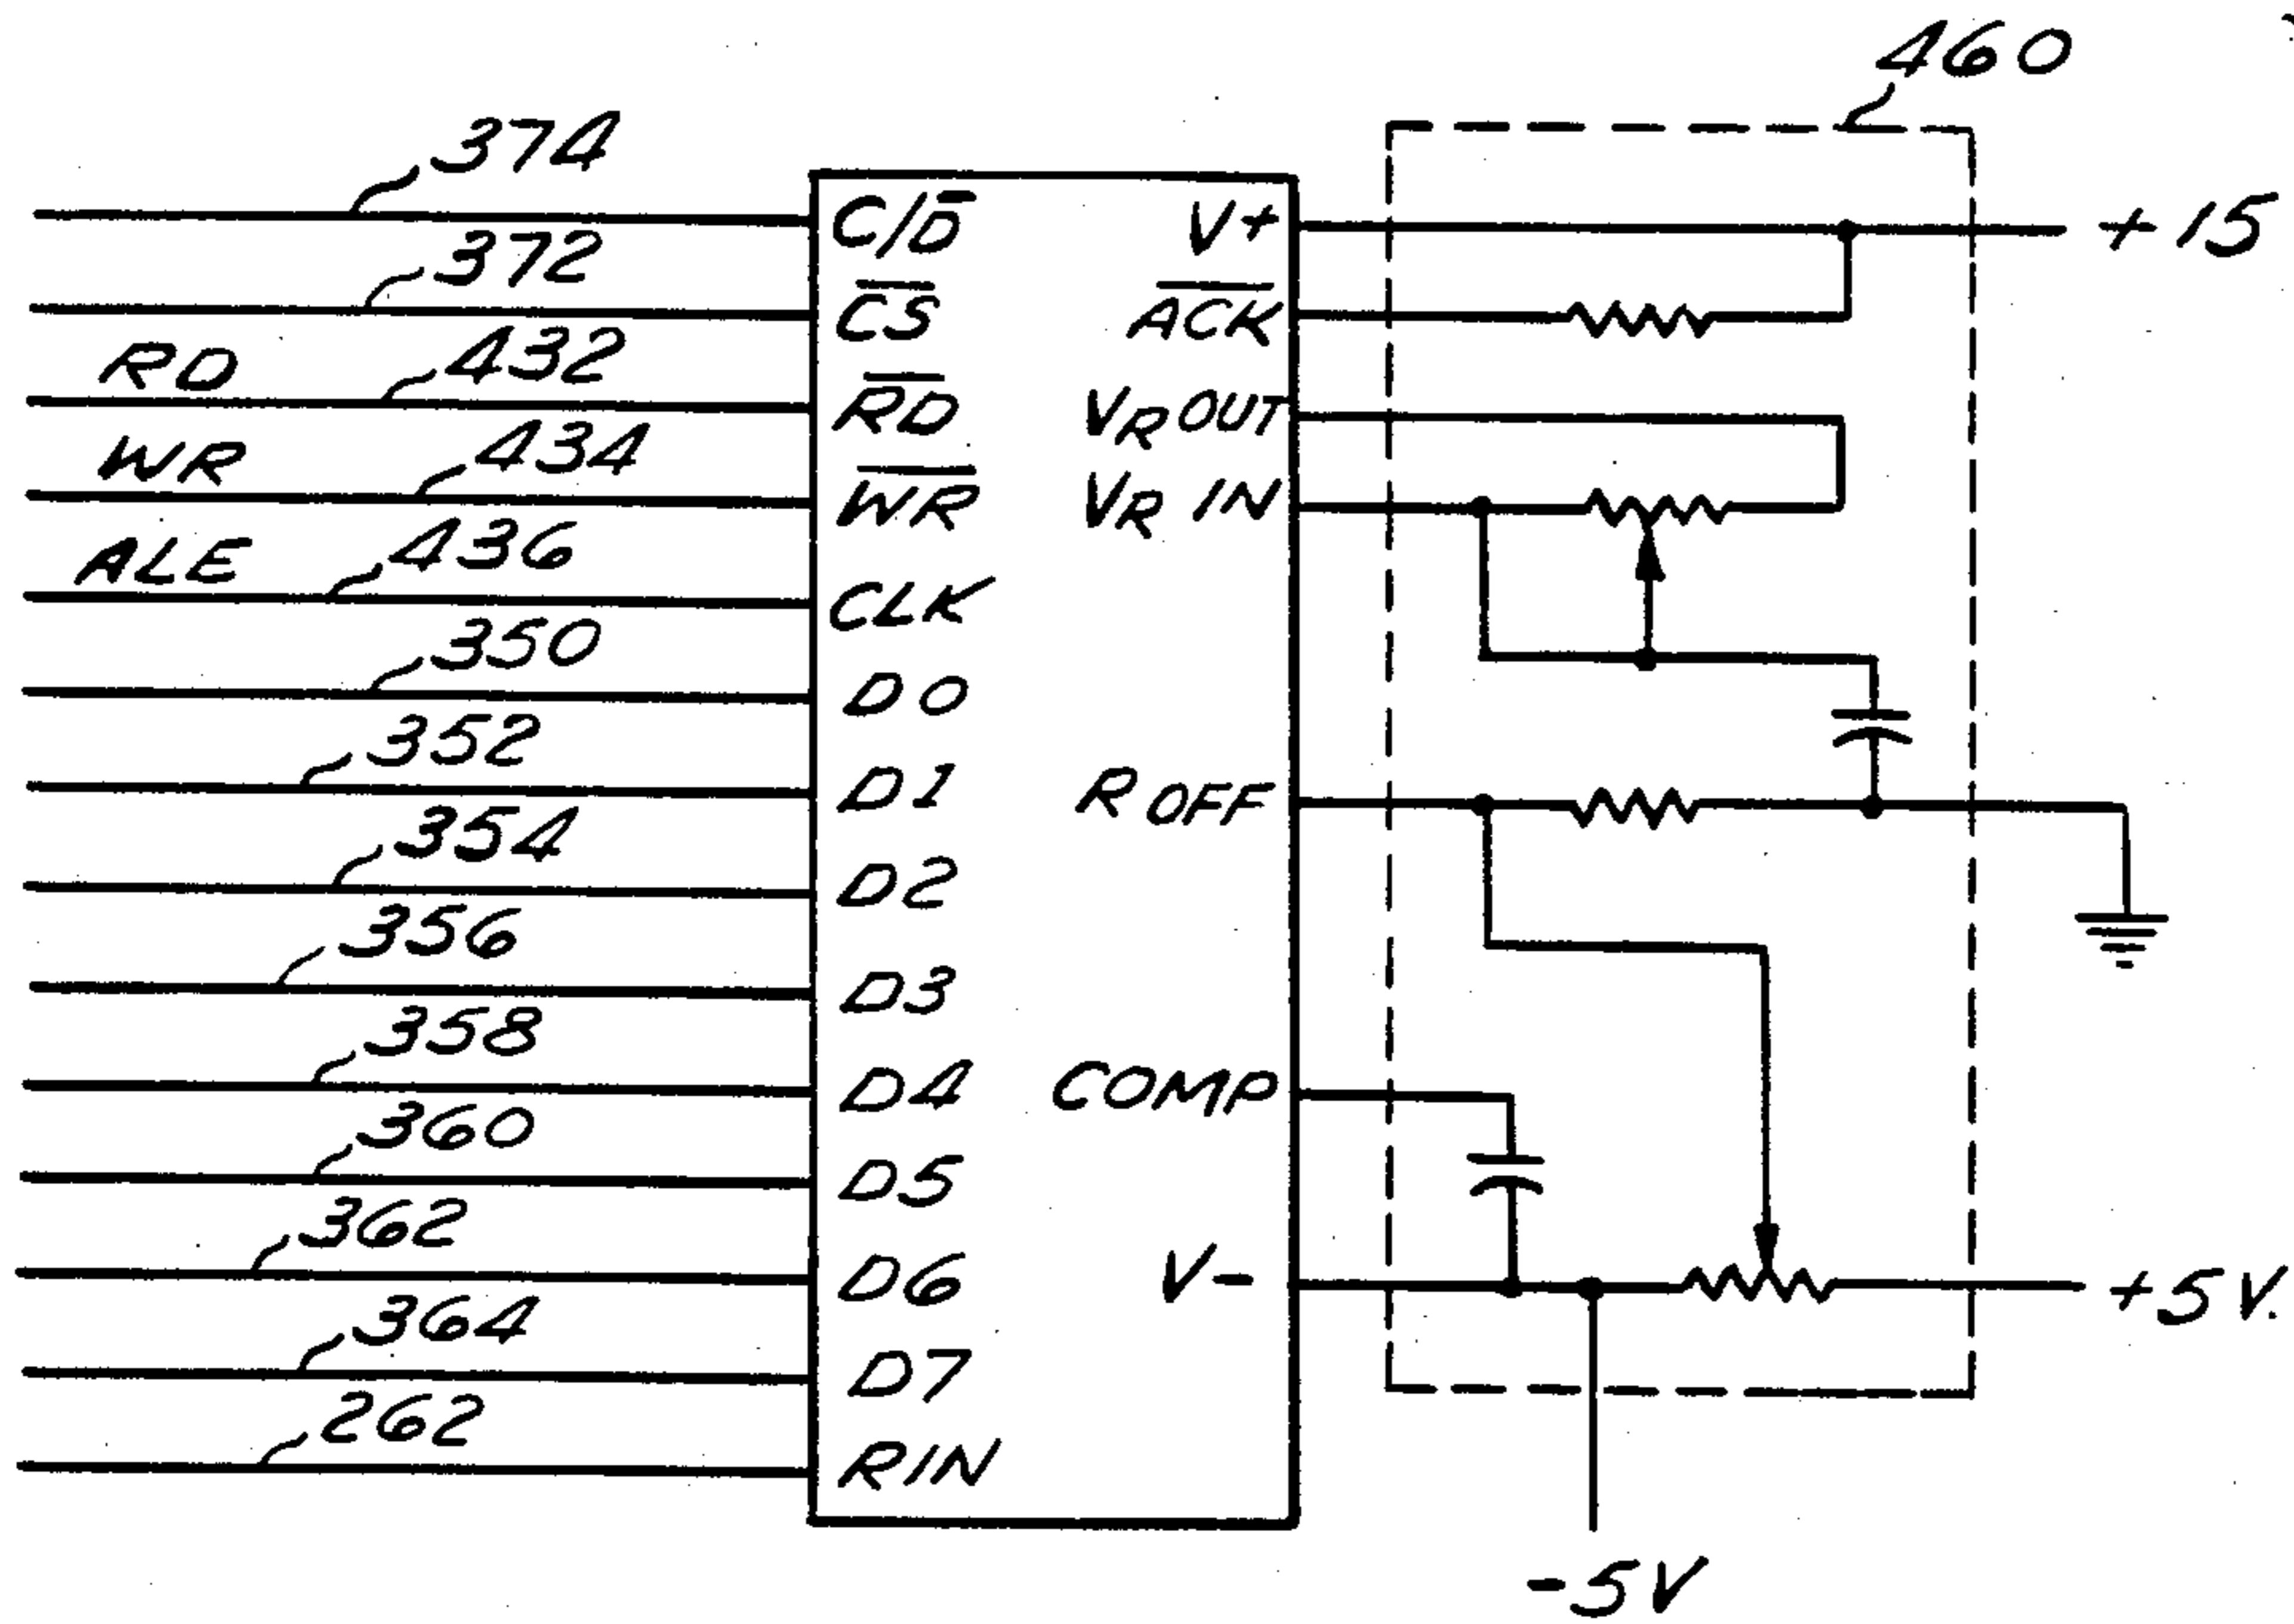 460
374
C/D̅ V+ +15
372
C̅S̅ A̅C̅K̅
RD 432
R̅D̅ VR OUT
WR 434
W̅R̅ VR IN
ALE 436
CLK
350
D0
352
D1 R OFF
354
D2
356
D3
358
D4 COMP
360
D5
362
D6 V- +5V.
364
D7
262
RIN
-5V